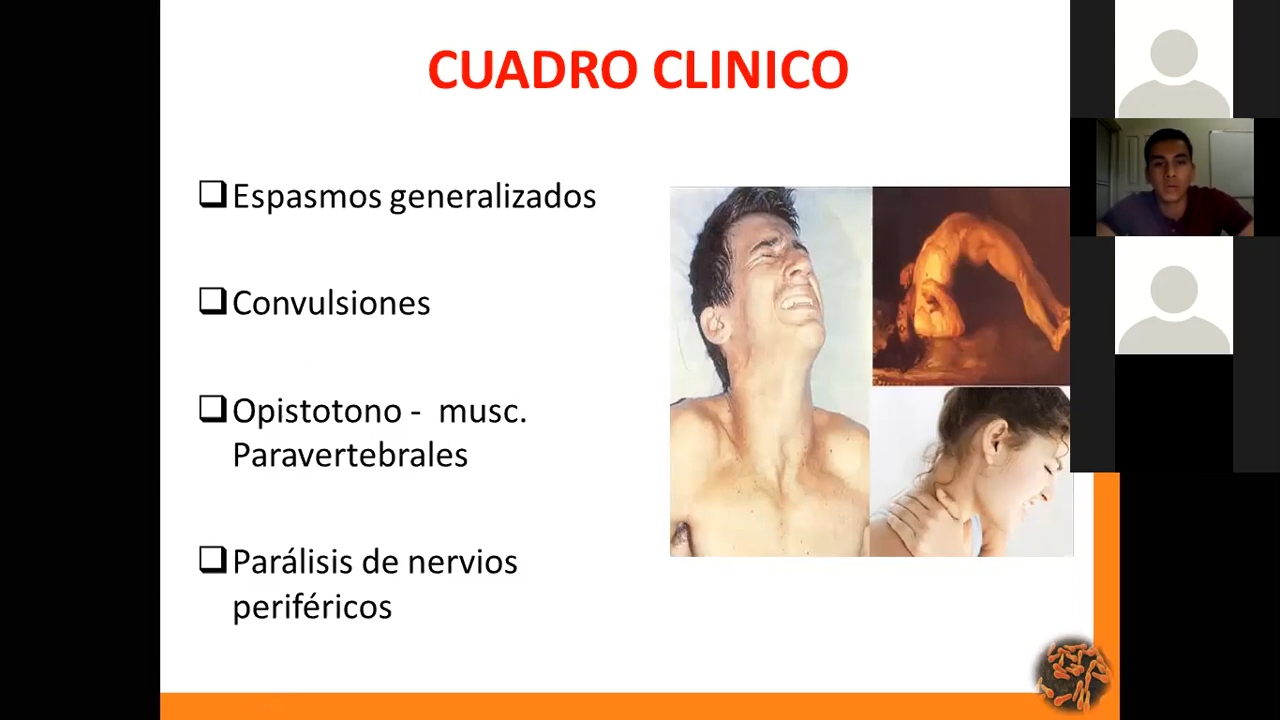 CUADRO CLINICO
Espasmos generalizados
Convulsiones
Opistotono - musc.
Paravertebrales
Parálisis de nervios
periféricos